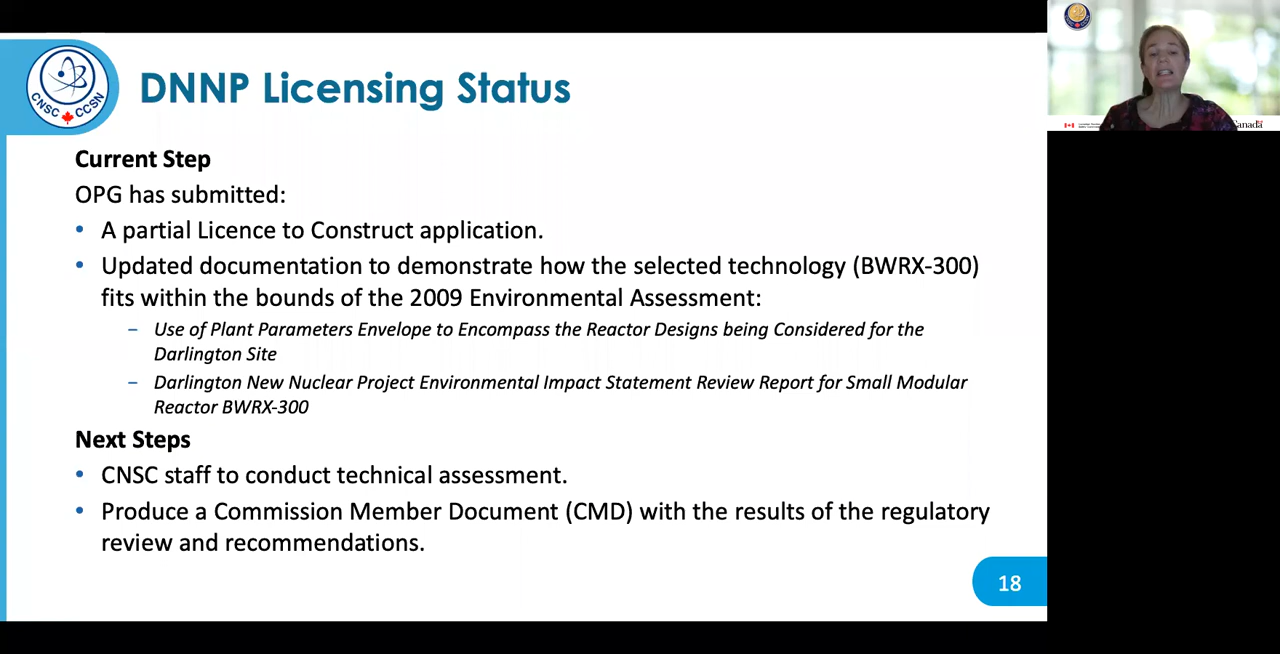 DNNP Licensing Status
CNSC CCSN
Current Step
OPG has submitted:
• A partial Licence to Construct application.
• Updated documentation to demonstrate how the selected technology (BWRX-300)
fits within the bounds of the 2009 Environmental Assessment:
– Use of Plant Parameters Envelope to Encompass the Reactor Designs being Considered for the
Darlington Site
– Darlington New Nuclear Project Environmental Impact Statement Review Report for Small Modular
Reactor BWRX-300
Next Steps
• CNSC staff to conduct technical assessment.
• Produce a Commission Member Document (CMD) with the results of the regulatory
review and recommendations.
18